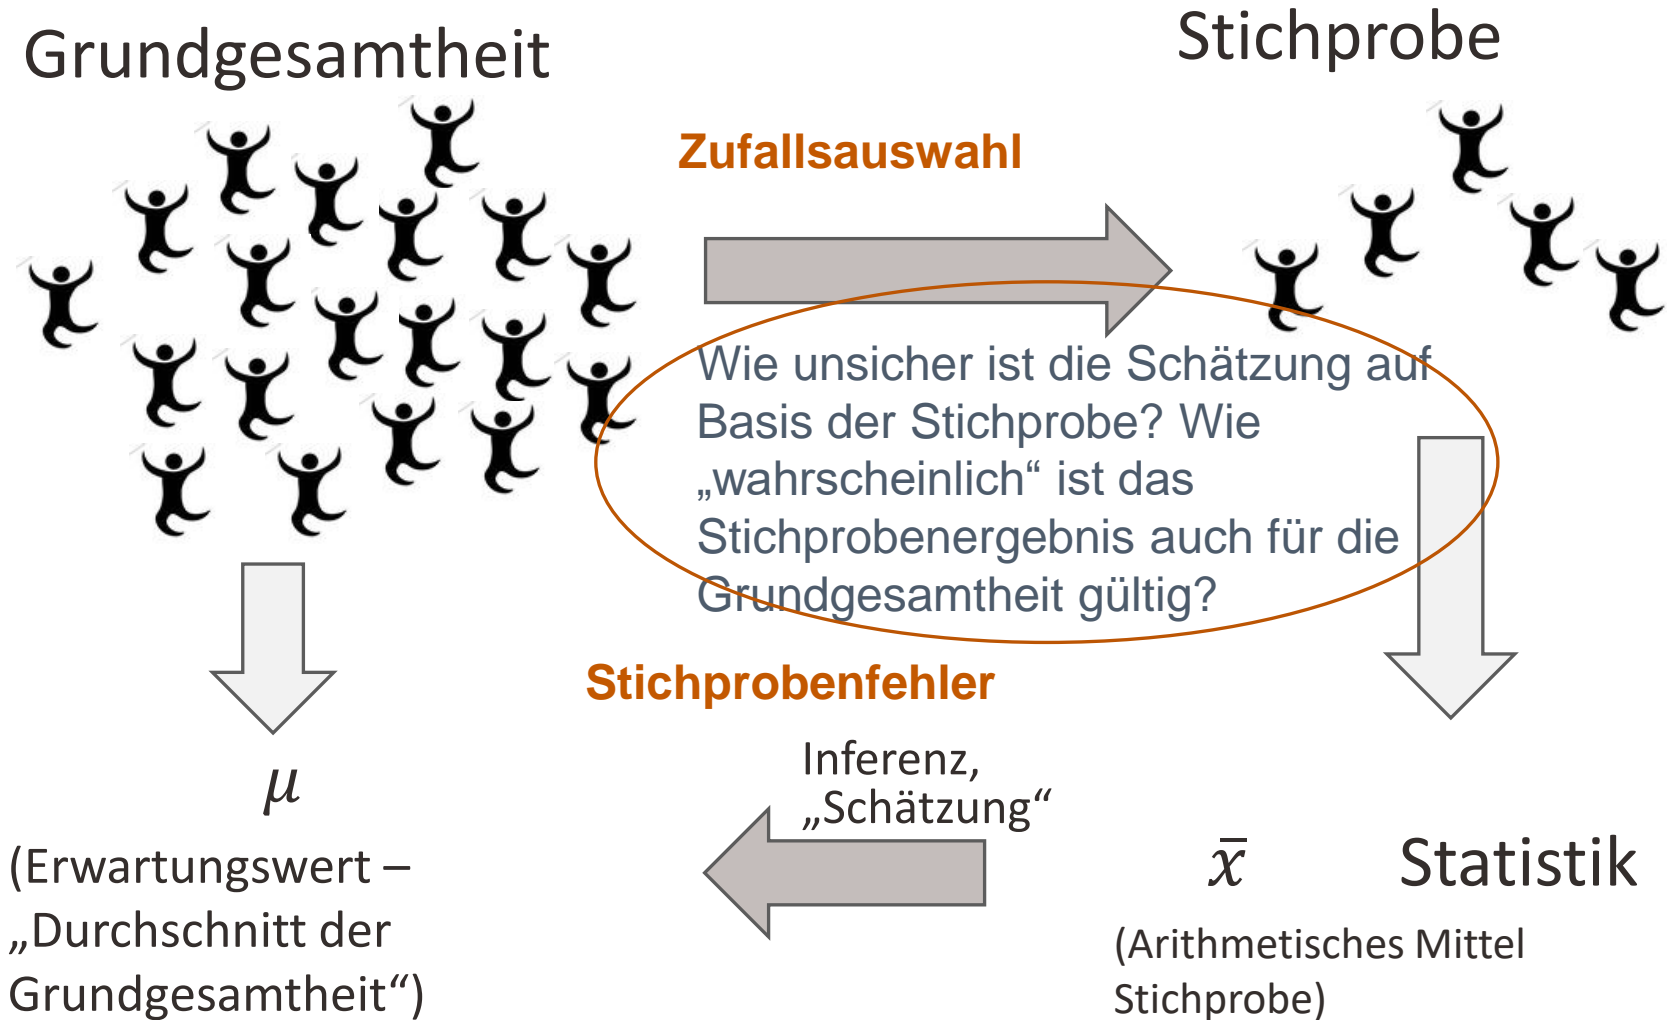 Grundgesamtheit
Stichprobe
Zufallsauswahl
Wie unsicher ist die Schätzung auf
Basis der Stichprobe? Wie
„wahrscheinlich“ ist das
Stichprobenergebnis auch für die
Grundgesamtheit gültig?
Stichprobenfehler
Inferenz,
„Schätzung“
μ
(Erwartungswert –
„Durchschnitt der
Grundgesamtheit“)
x̄
Statistik
(Arithmetisches Mittel
Stichprobe)